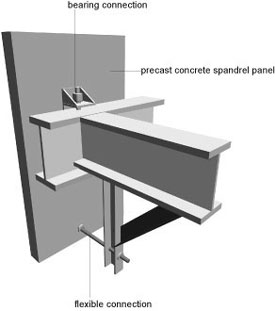 bearing connection
precast concrete spandrel panel
flexible connection